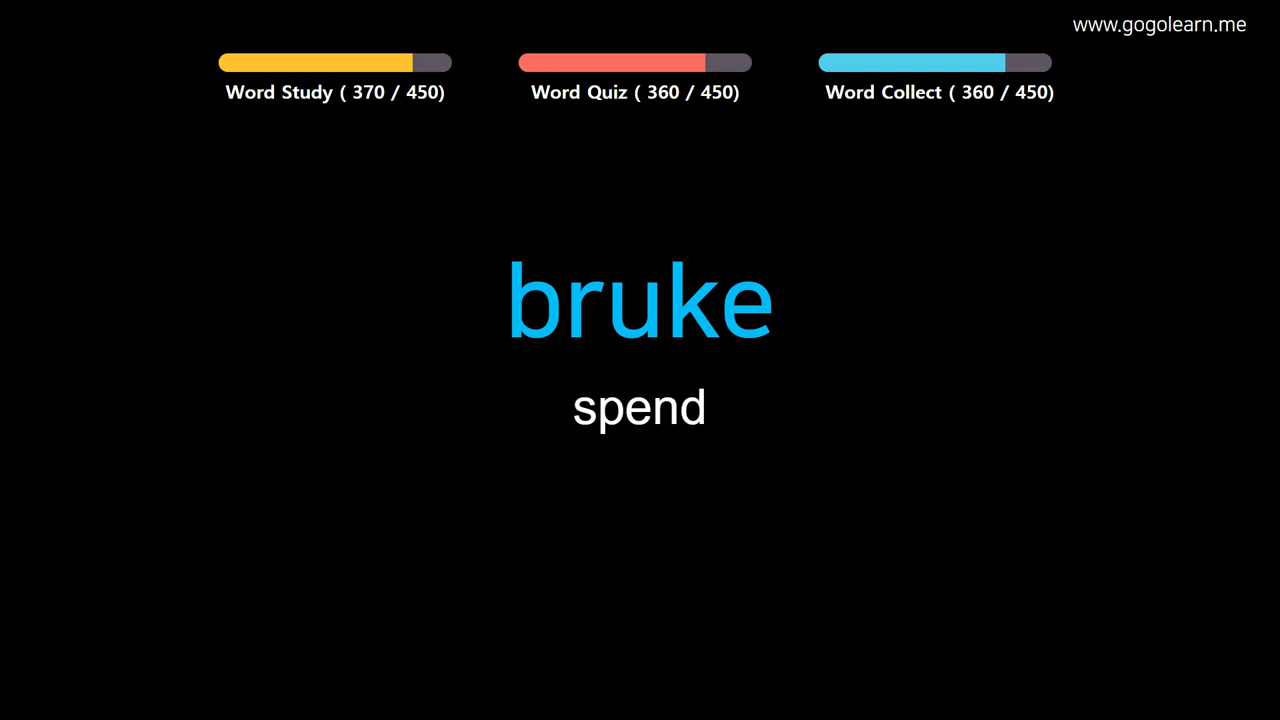 www.gogolearn.me
Word Study ( 370 / 450)
Word Quiz ( 360 / 450)
Word Collect ( 360 / 450)
bruke
spend